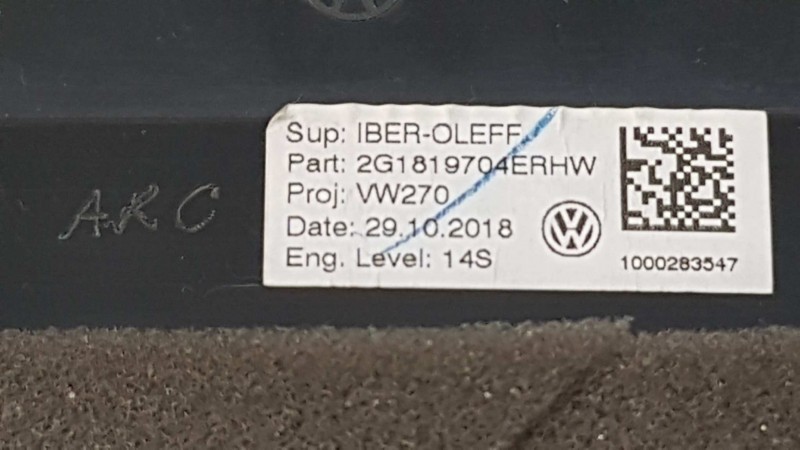 Sup: IBER-OLEFF
Part: 2G1819704ERHW
Proj: VW270
Date: 29.10.2018
Eng. Level: 14S
1000283547
ARC